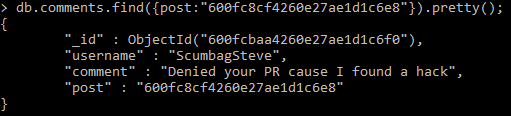 > db.comments.find({post:"600fc8cf4260e27ae1d1c6e8"}).pretty();
{
"_id" : ObjectId("600fcbaa4260e27ae1d1c6f0"),
"username" : "ScumbagSteve",
"comment" : "Denied your PR cause I found a hack",
"post" : "600fc8cf4260e27ae1d1c6e8"
}